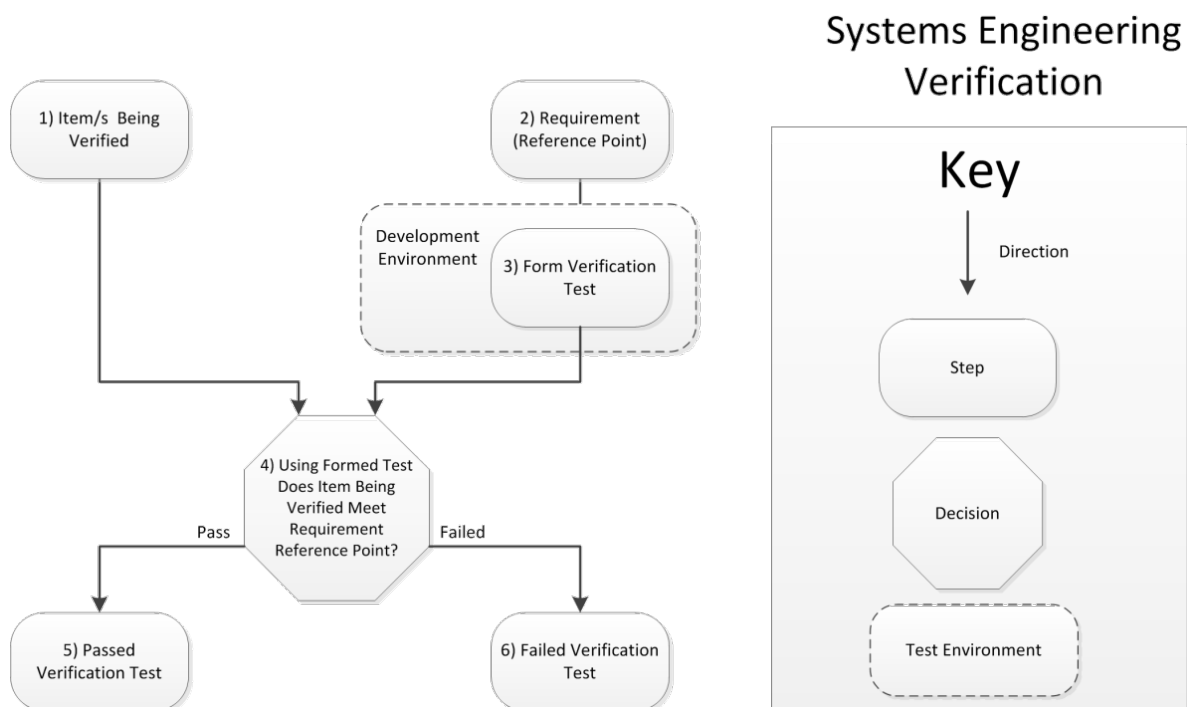 Systems Engineering
Verification
1) Item/s Being
Verified
2) Requirement
(Reference Point)
Development
Environment
3) Form Verification
Test
4) Using Formed Test
Does Item Being
Verified Meet
Requirement
Reference Point?
Pass
Failed
5) Passed
Verification Test
6) Failed Verification
Test
Key
Direction
Step
Decision
Test Environment